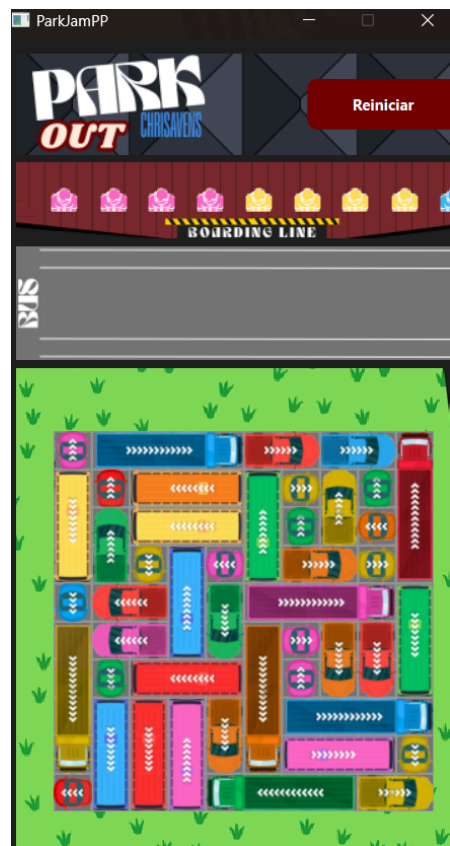 ParkJamPP
PARK
OUT
CHRISAVENS
Reiniciar
BOARDING LINE
BUS